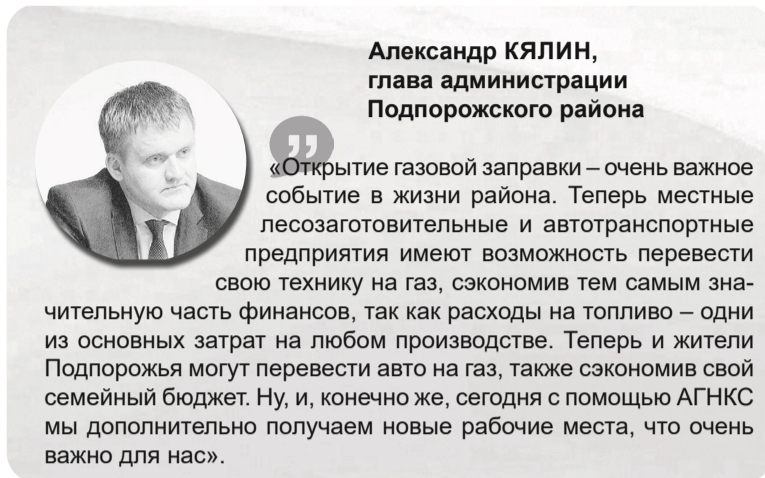 Александр КЯЛИН,
глава администрации
Подпорожского района
”
«Открытие газовой заправки – очень важное
событие в жизни района. Теперь местные
лесозаготовительные и автотранспортные
предприятия имеют возможность перевести
свою технику на газ, сэкономив тем самым зна-
чительную часть финансов, так как расходы на топливо – одни
из основных затрат на любом производстве. Теперь и жители
Подпорожья могут перевести авто на газ, также сэкономив свой
семейный бюджет. Ну, и, конечно же, сегодня с помощью АГНКС
мы дополнительно получаем новые рабочие места, что очень
важно для нас».